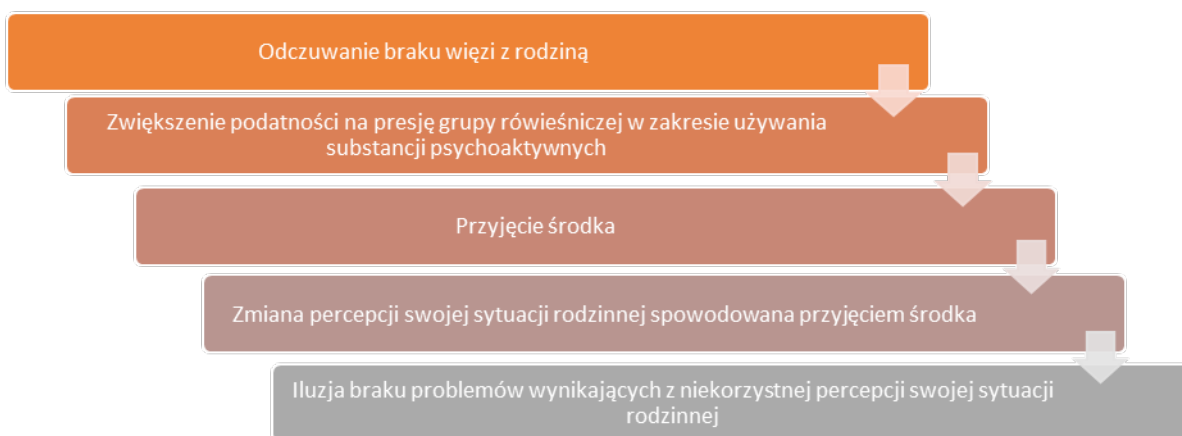 Odczuwanie braku więzi z rodziną
Zwiększenie podatności na presję grupy rówieśniczej w zakresie używania
substancji psychoaktywnych
Przyjęcie środka
Zmiana percepcji swojej sytuacji rodzinnej spowodowana przyjęciem środka
Iluzja braku problemów wynikających z niekorzystnej percepcji swojej sytuacji
rodzinnej